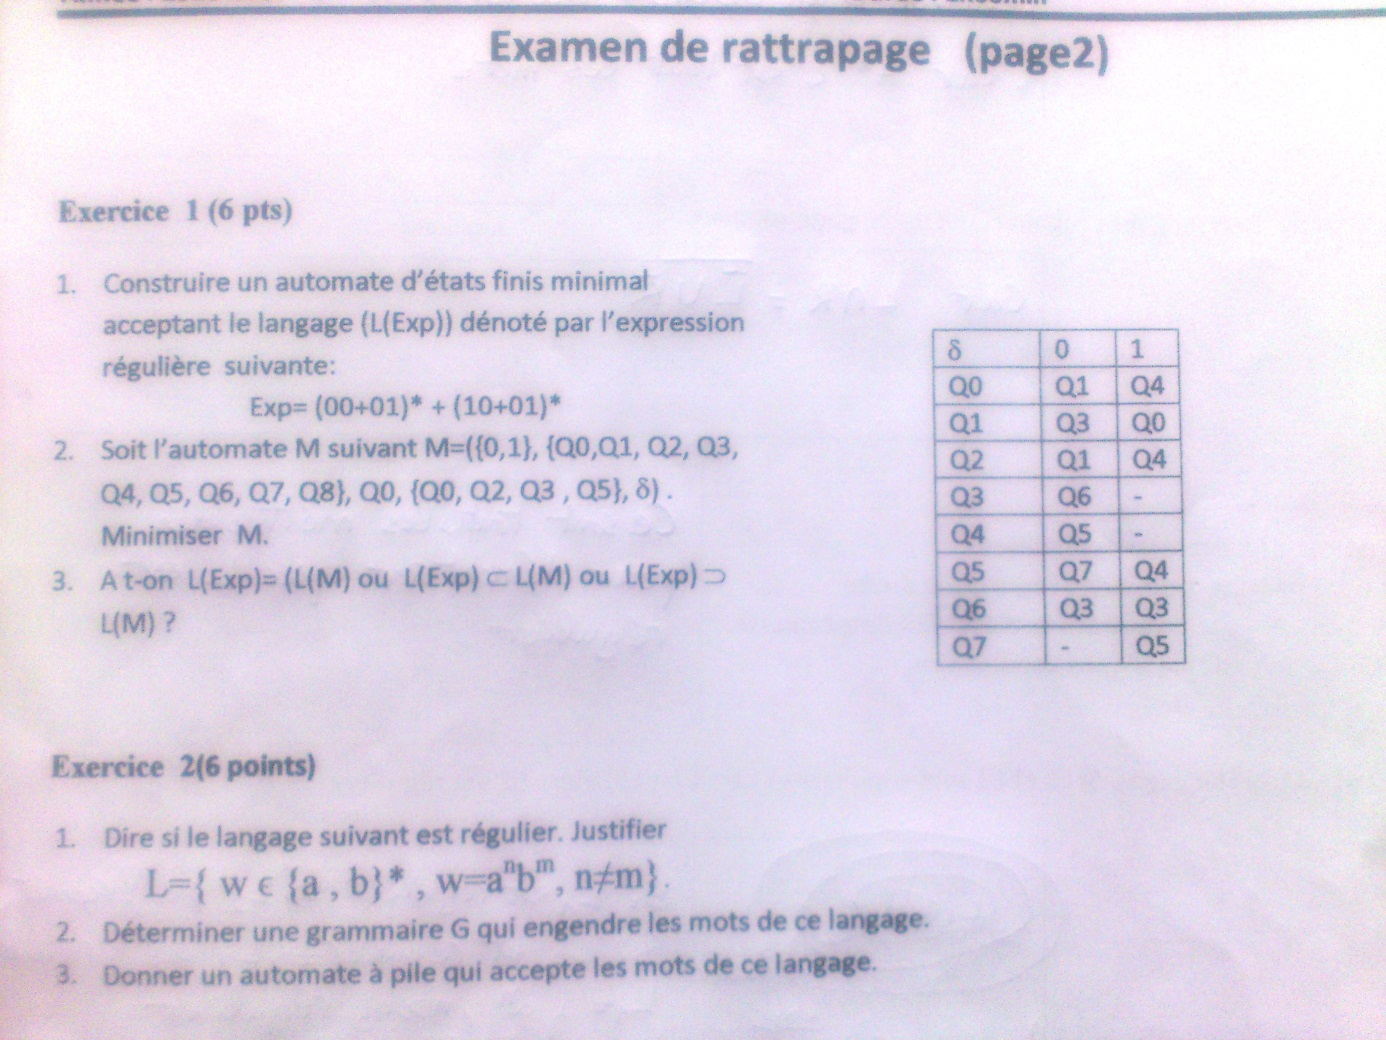 Examen de rattrapage (page2)
Exercice 1 (6 pts)
1. Construire un automate d'états finis minimal
acceptant le langage (L(Exp)) dénoté par l'expression
régulière suivante:
Exp= (00+01)* + (10+01)*
2. Soit l'automate M suivant M=({0,1}, {Q0,Q1, Q2, Q3,
Q4, Q5, Q6, Q7, Q8}, Q0, {Q0, Q2, Q3 , Q5}, δ) .
Minimiser M.
3. A t-on L(Exp)= (L(M) ou L(Exp) ⊂ L(M) ou L(Exp) ⊃
L(M) ?
δ 0 1
Q0 Q1 Q4
Q1 Q3 Q0
Q2 Q1 Q4
Q3 Q6 -
Q4 Q5 -
Q5 Q7 Q4
Q6 Q3 Q3
Q7 - Q5
Exercice 2(6 points)
1. Dire si le langage suivant est régulier. Justifier
L={ w ϵ {a , b}* , w=aⁿbᵐ, n≠m}.
2. Déterminer une grammaire G qui engendre les mots de ce langage.
3. Donner un automate à pile qui accepte les mots de ce langage.